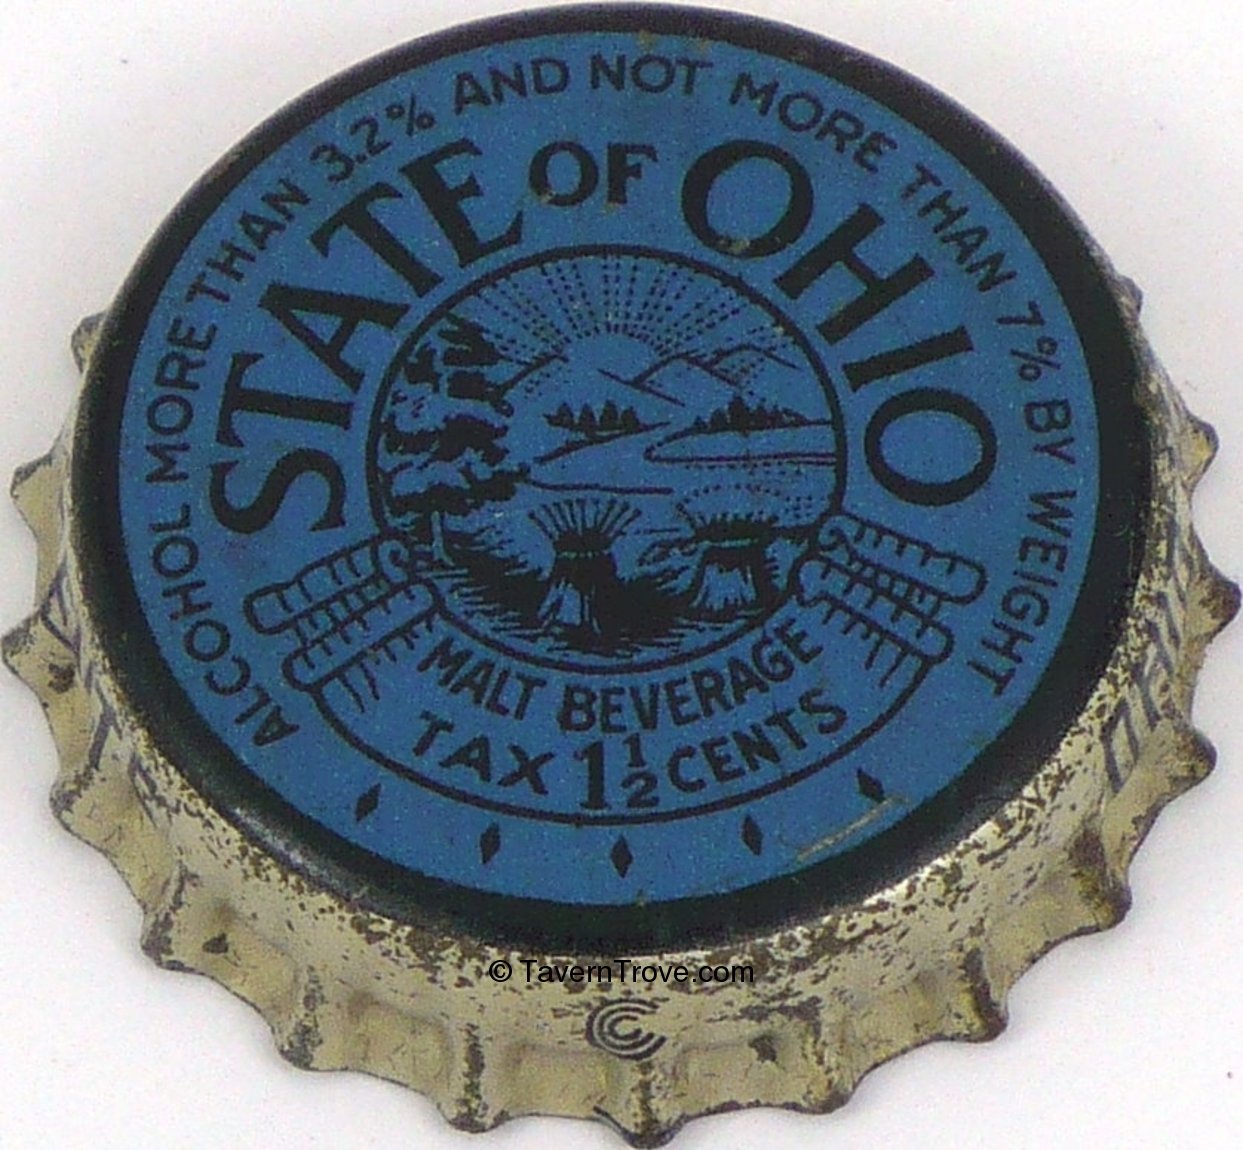 ALCOHOL MORE THAN 3.2% AND NOT MORE THAN 7% BY WEIGHT
STATE OF OHIO
MALT BEVERAGE
TAX 1½ CENTS
© TavernTrove.com